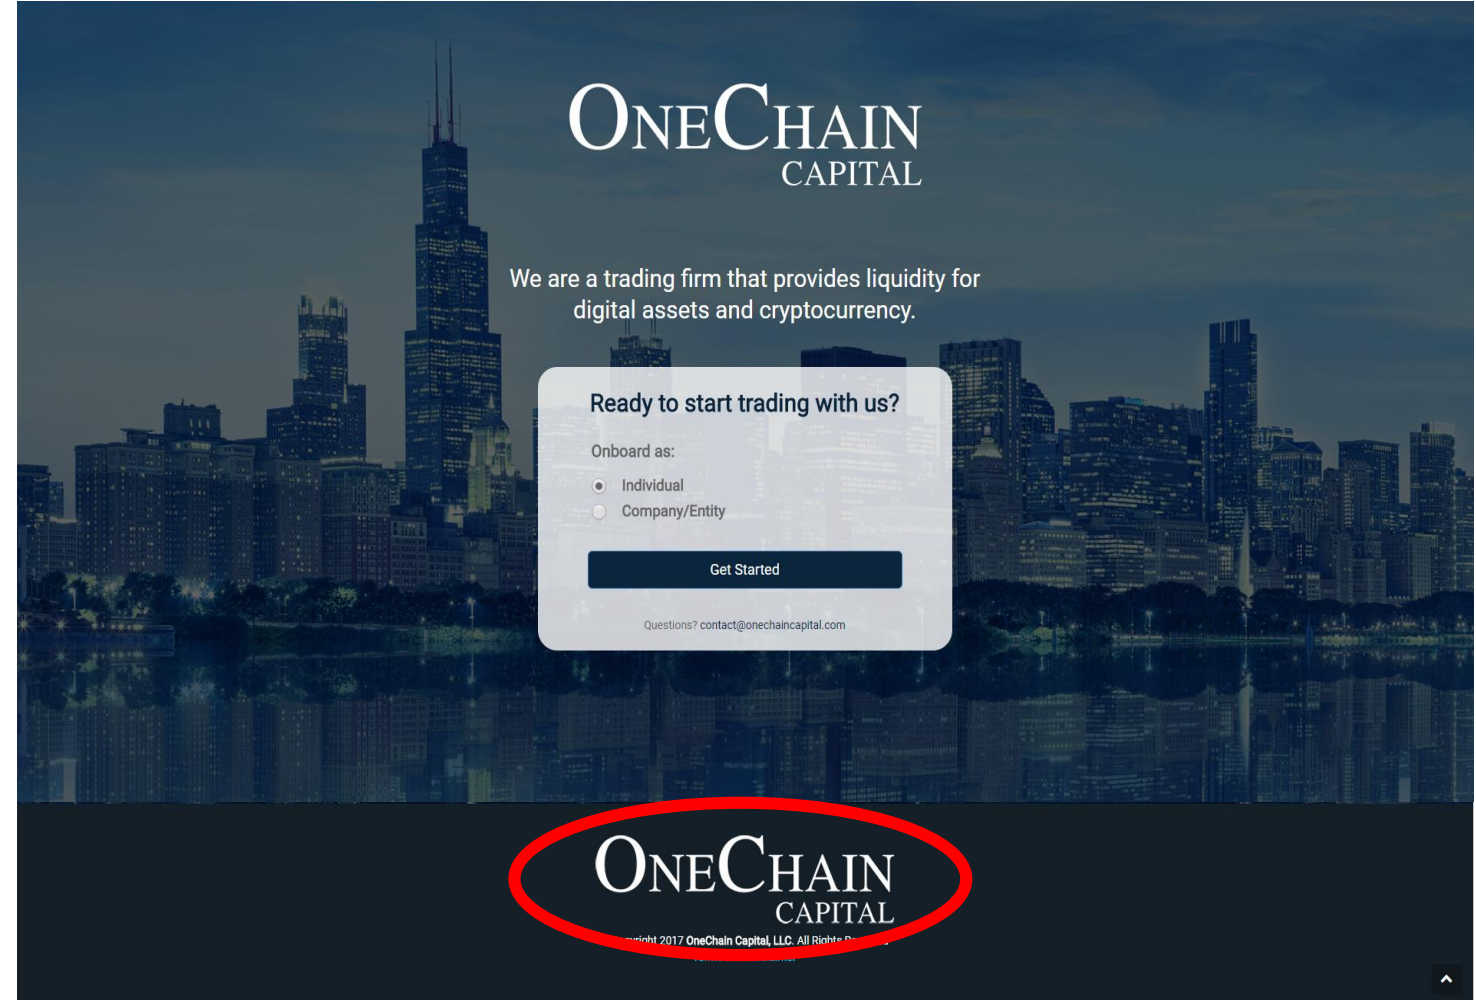 ONECHAIN
CAPITAL
We are a trading firm that provides liquidity for
digital assets and cryptocurrency.
Ready to start trading with us?
Onboard as:
Individual
Company/Entity
Get Started
Questions? contact@onechaincapital.com
ONECHAIN
CAPITAL
2017 OneChain Capital, LLC. All Rights